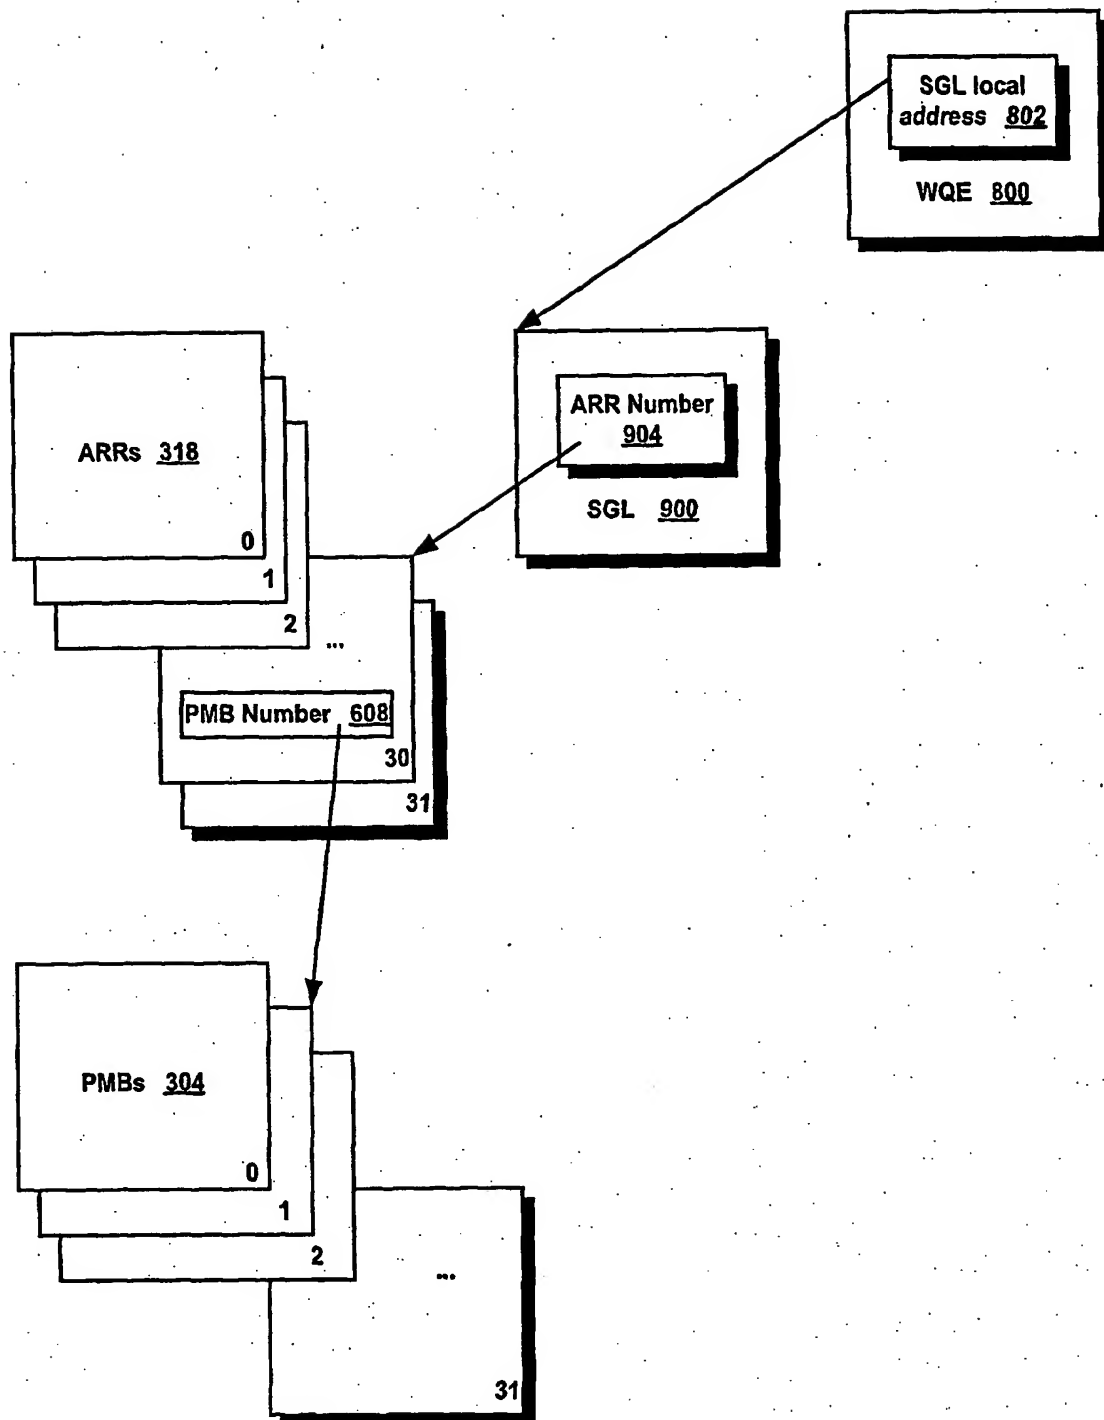 SGL local
address 802
WQE 800
ARR Number
904
SGL 900
ARRs 318
0
1
2
...
PMB Number 608
30
31
PMBs 304
0
1
2
...
31